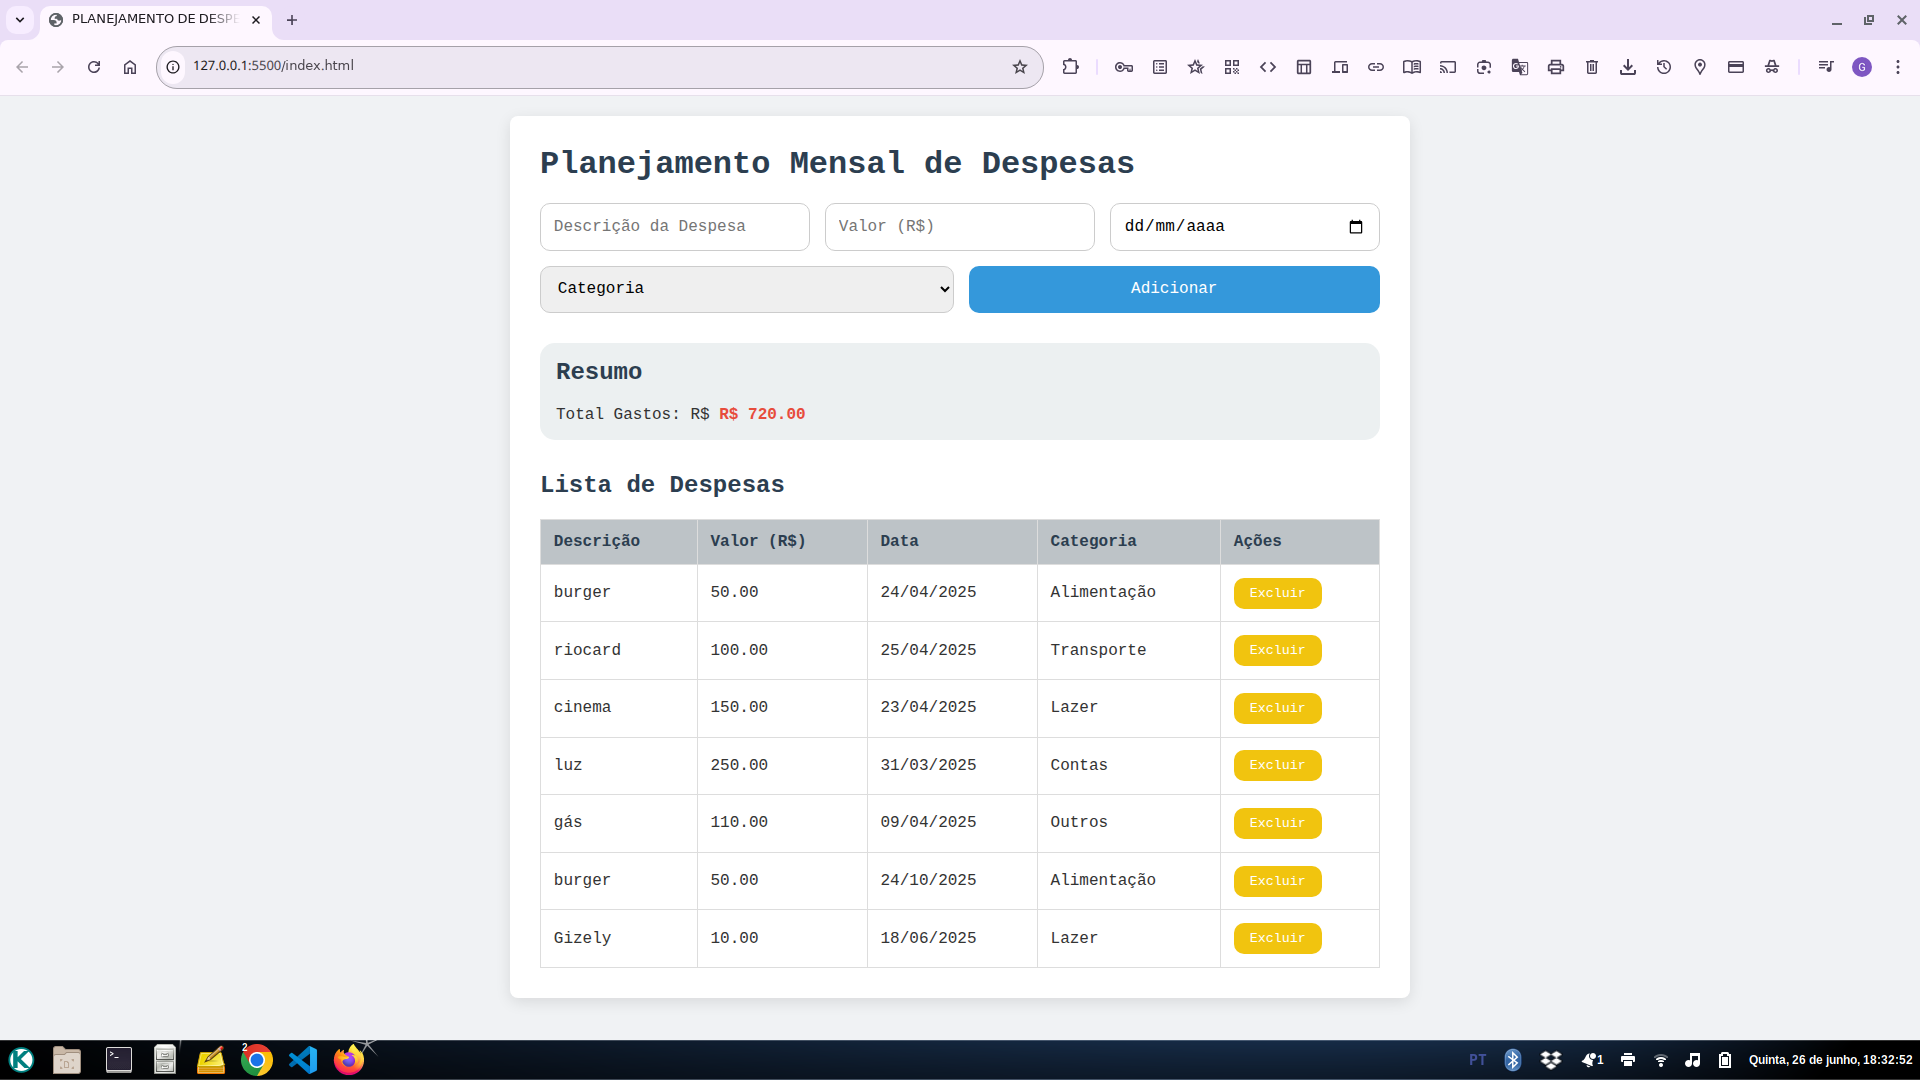 PLANEJAMENTO DE DESPE
127.0.0.1:5500/index.html
G
Planejamento Mensal de Despesas
Descrição da Despesa Valor (R$) dd/mm/aaaa
Categoria Adicionar
Resumo
Total Gastos: R$ R$ 720.00
Lista de Despesas
Descrição Valor (R$) Data Categoria Ações
burger 50.00 24/04/2025 Alimentação Excluir
riocard 100.00 25/04/2025 Transporte Excluir
cinema 150.00 23/04/2025 Lazer Excluir
luz 250.00 31/03/2025 Contas Excluir
gás 110.00 09/04/2025 Outros Excluir
burger 50.00 24/10/2025 Alimentação Excluir
Gizely 10.00 18/06/2025 Lazer Excluir
K 2 PT 1 Quinta, 26 de junho, 18:32:52